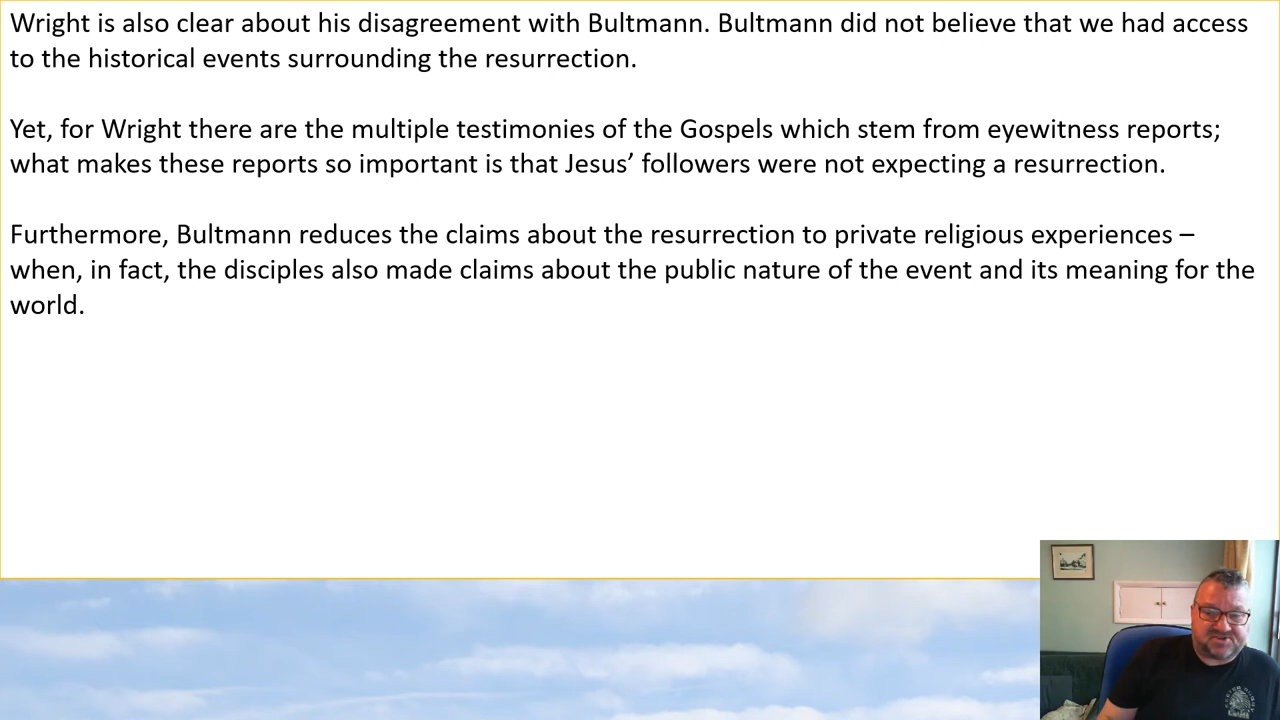 Wright is also clear about his disagreement with Bultmann. Bultmann did not believe that we had access
to the historical events surrounding the resurrection.
Yet, for Wright there are the multiple testimonies of the Gospels which stem from eyewitness reports;
what makes these reports so important is that Jesus’ followers were not expecting a resurrection.
Furthermore, Bultmann reduces the claims about the resurrection to private religious experiences –
when, in fact, the disciples also made claims about the public nature of the event and its meaning for the
world.